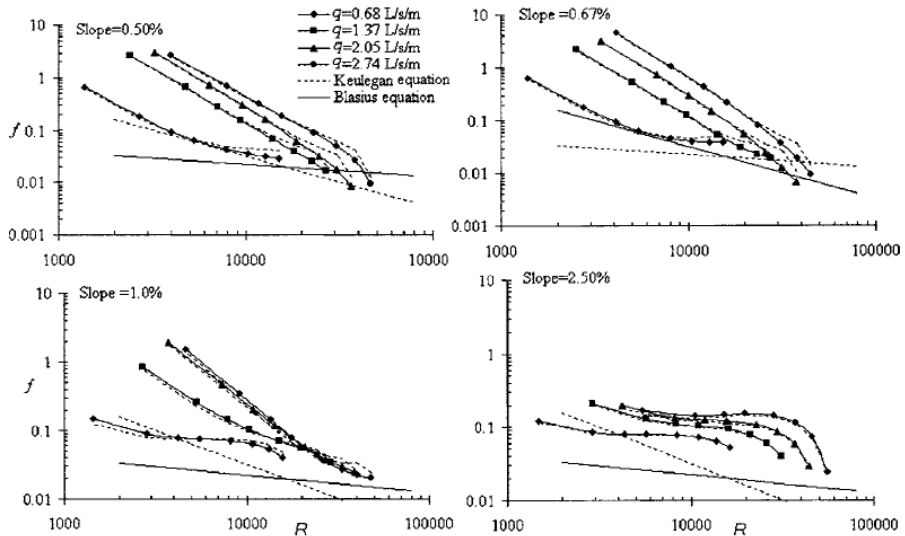 Slope=0.50%
q=0.68 L/s/m
q=1.37 L/s/m
q=2.05 L/s/m
q=2.74 L/s/m
Keulegan equation
Blasius equation
10
1
f
0.1
0.01
0.001
1000
10000
100000
Slope=0.67%
10
1
0.1
0.01
0.001
1000
10000
100000
Slope =1.0%
10
1
f
0.1
0.01
1000
10000
100000
R
Slope=2.50%
10
1
0.1
0.01
1000
10000
100000
R